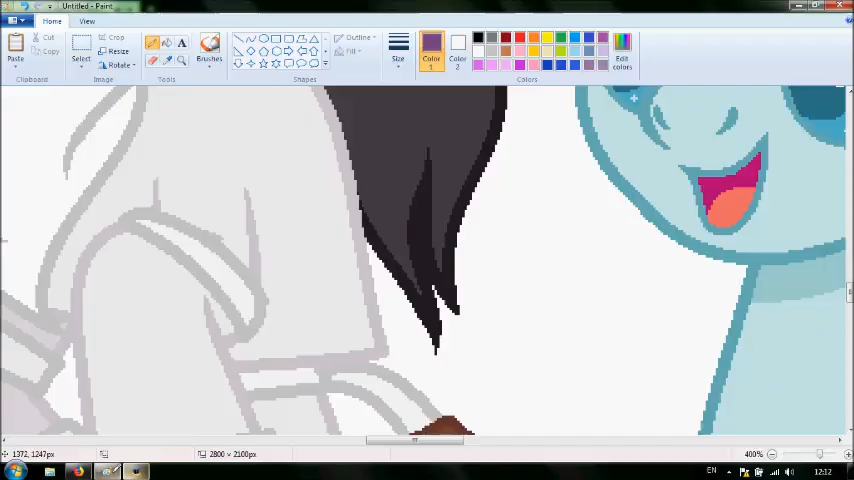 Untitled - Paint
Home
View
Paste
Cut
Copy
Clipboard
Select
Crop
Resize
Rotate
Image
A
Tools
Brushes
Outline
Fill
Shapes
Size
Color
1
Color
2
Edit
colors
Colors
1372, 1247px
2800 × 2100px
400%
EN
12:12